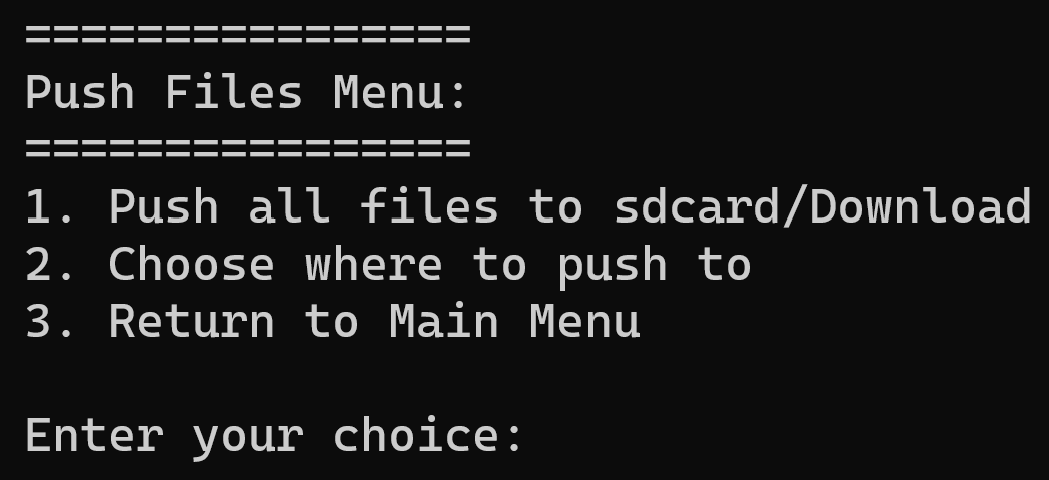 ================
Push Files Menu:
================
1. Push all files to sdcard/Download
2. Choose where to push to
3. Return to Main Menu
Enter your choice: